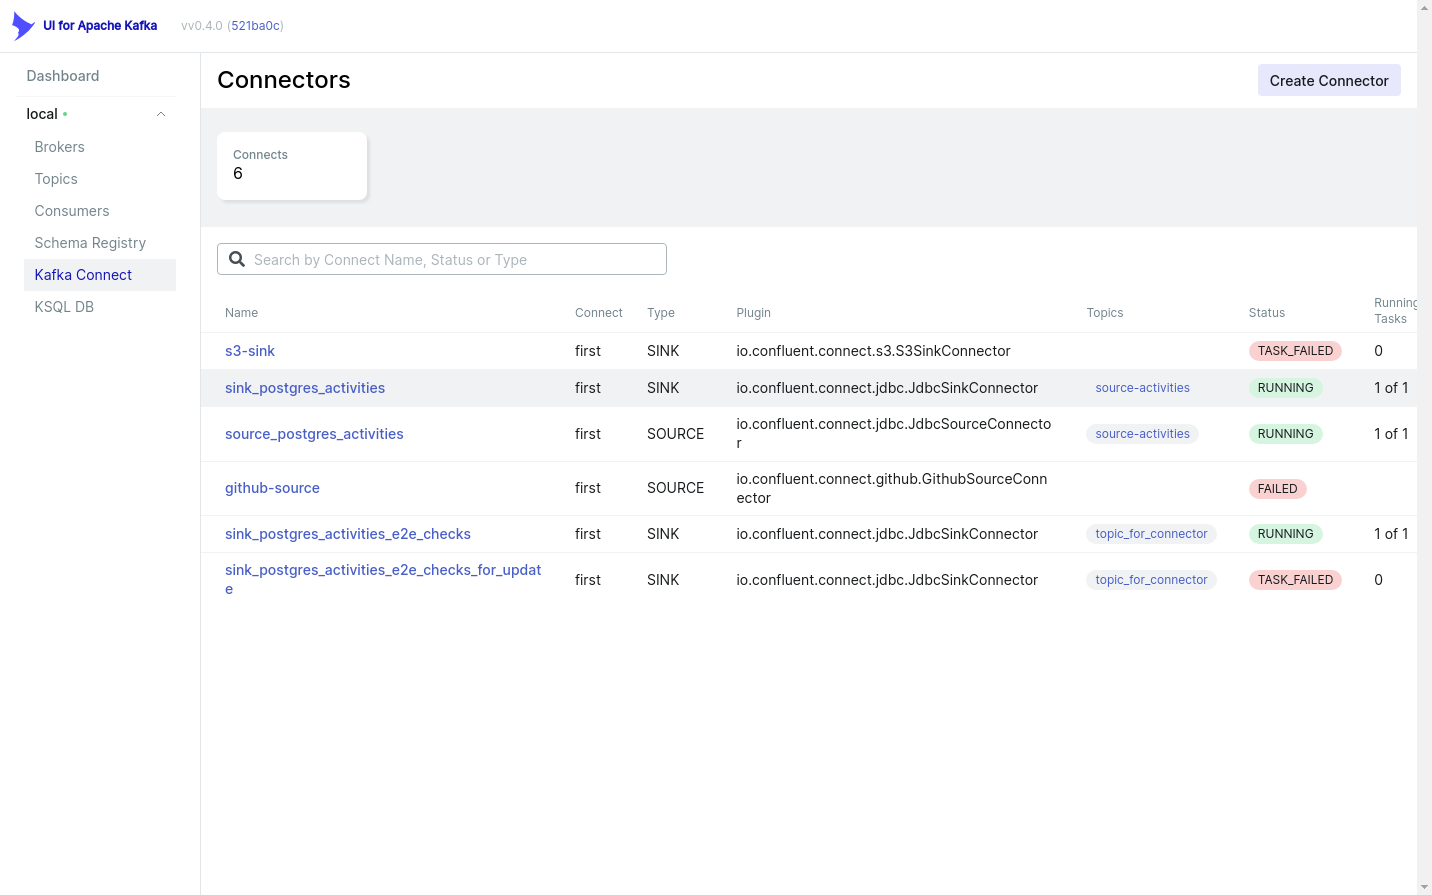 UI for Apache Kafka vv0.4.0 (521ba0c)
Dashboard
local
Brokers
Topics
Consumers
Schema Registry
Kafka Connect
KSQL DB
Connectors
Create Connector
Connects
6
Search by Connect Name, Status or Type
Name Connect Type Plugin Topics Status Running
Tasks
s3-sink first SINK io.confluent.connect.s3.S3SinkConnector TASK_FAILED 0
sink_postgres_activities first SINK io.confluent.connect.jdbc.JdbcSinkConnector source-activities RUNNING 1 of 1
source_postgres_activities first SOURCE io.confluent.connect.jdbc.JdbcSourceConnecto
r source-activities RUNNING 1 of 1
github-source first SOURCE io.confluent.connect.github.GithubSourceConn
ector FAILED
sink_postgres_activities_e2e_checks first SINK io.confluent.connect.jdbc.JdbcSinkConnector topic_for_connector RUNNING 1 of 1
sink_postgres_activities_e2e_checks_for_updat
e first SINK io.confluent.connect.jdbc.JdbcSinkConnector topic_for_connector TASK_FAILED 0